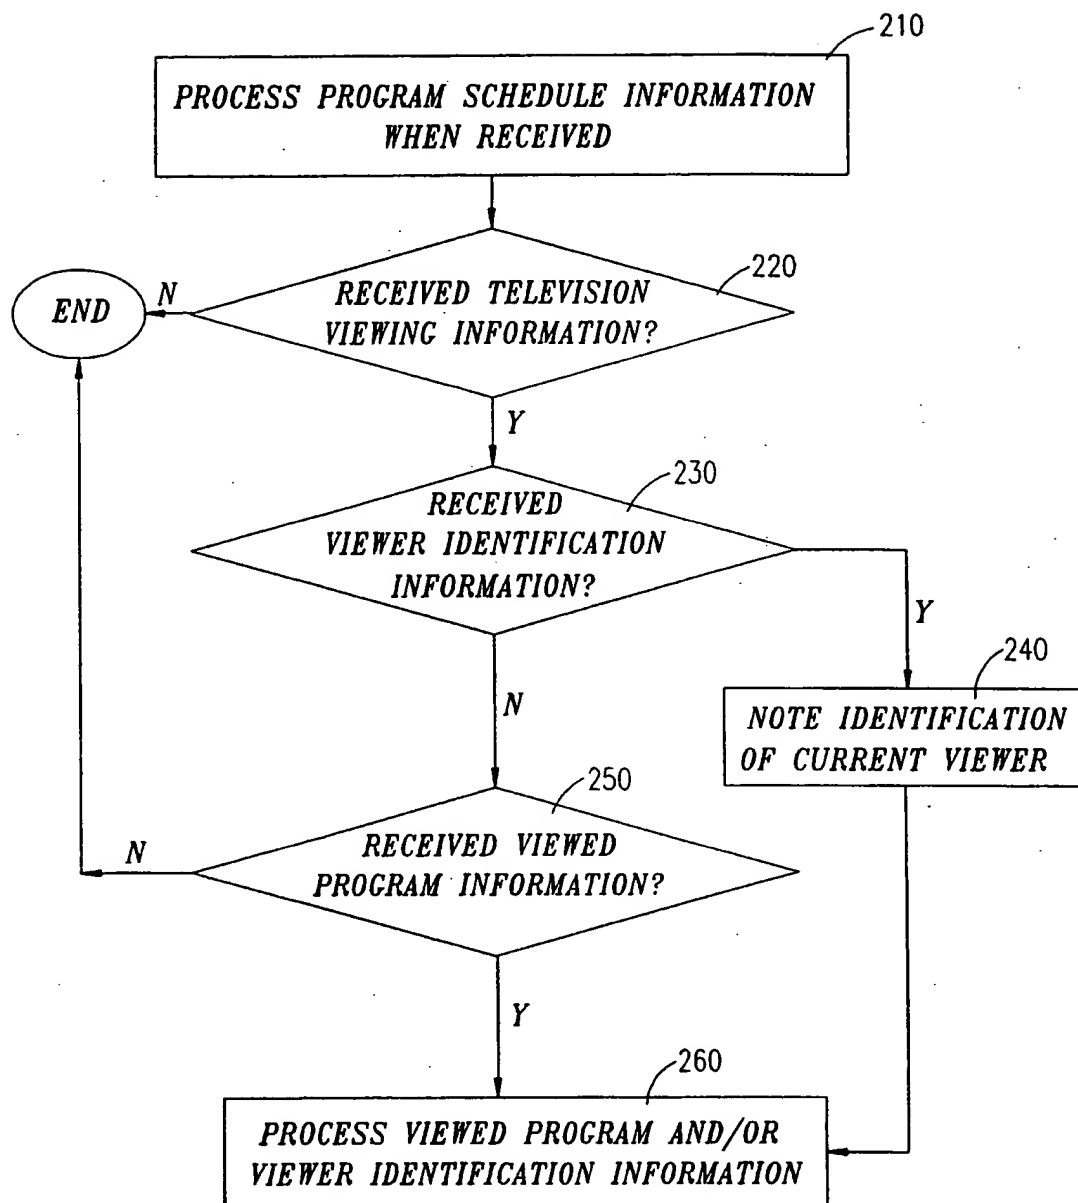 210
PROCESS PROGRAM SCHEDULE INFORMATION
WHEN RECEIVED
220
N
END
RECEIVED TELEVISION
VIEWING INFORMATION?
Y
230
RECEIVED
VIEWER IDENTIFICATION
INFORMATION?
Y
240
N
NOTE IDENTIFICATION
OF CURRENT VIEWER
250
N
RECEIVED VIEWED
PROGRAM INFORMATION?
Y
260
PROCESS VIEWED PROGRAM AND/OR
VIEWER IDENTIFICATION INFORMATION